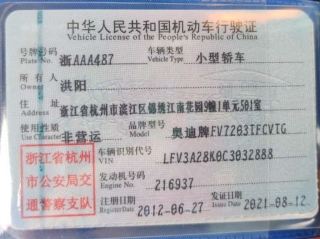 中华人民共和国机动车行驶证
Vehicle License of the People's Republic of China
号牌号码 浙AAA487 车辆类型 小型轿车
Plate No. Vehicle Type
所有人 洪阳
Owner
住址 浙江省杭州市滨江区锦绣江南花园9幢1单元501室
Address
使用性质 非营运 品牌型号 奥迪牌FV7203TFCVTG
Use Character Model
浙江省杭州
市公安局交
通警察支队
车辆识别代号 LFV3A28K0C3032888
VIN
发动机号码 216937
Engine No.
注册日期 2012-06-27 发证日期 2021-08-12
Register Date Issue Date